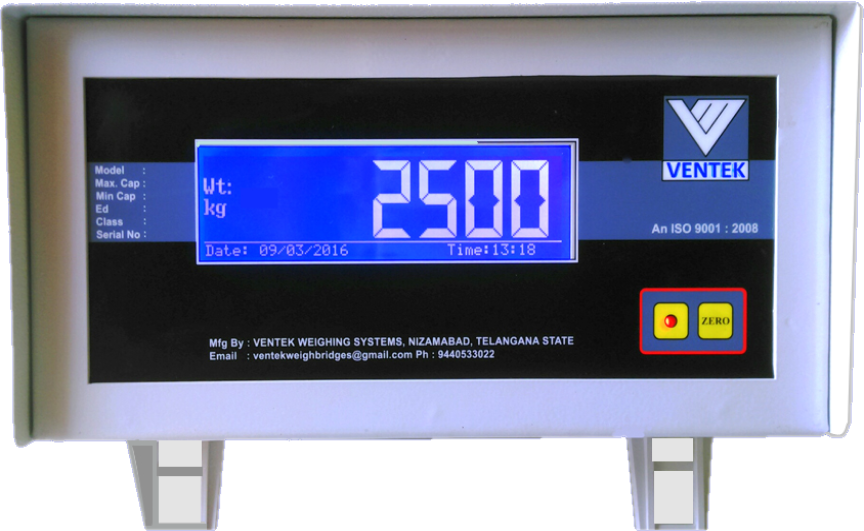 VENTEK
Model :
Max. Cap :
Min Cap :
Ed :
Class :
Serial No :
Wt:
kg
2500
Date: 09/03/2016 Time:13:18
An ISO 9001 : 2008
ZERO
Mfg By : VENTEK WEIGHING SYSTEMS, NIZAMABAD, TELANGANA STATE
Email : ventekweighbridges@gmail.com Ph : 9440533022